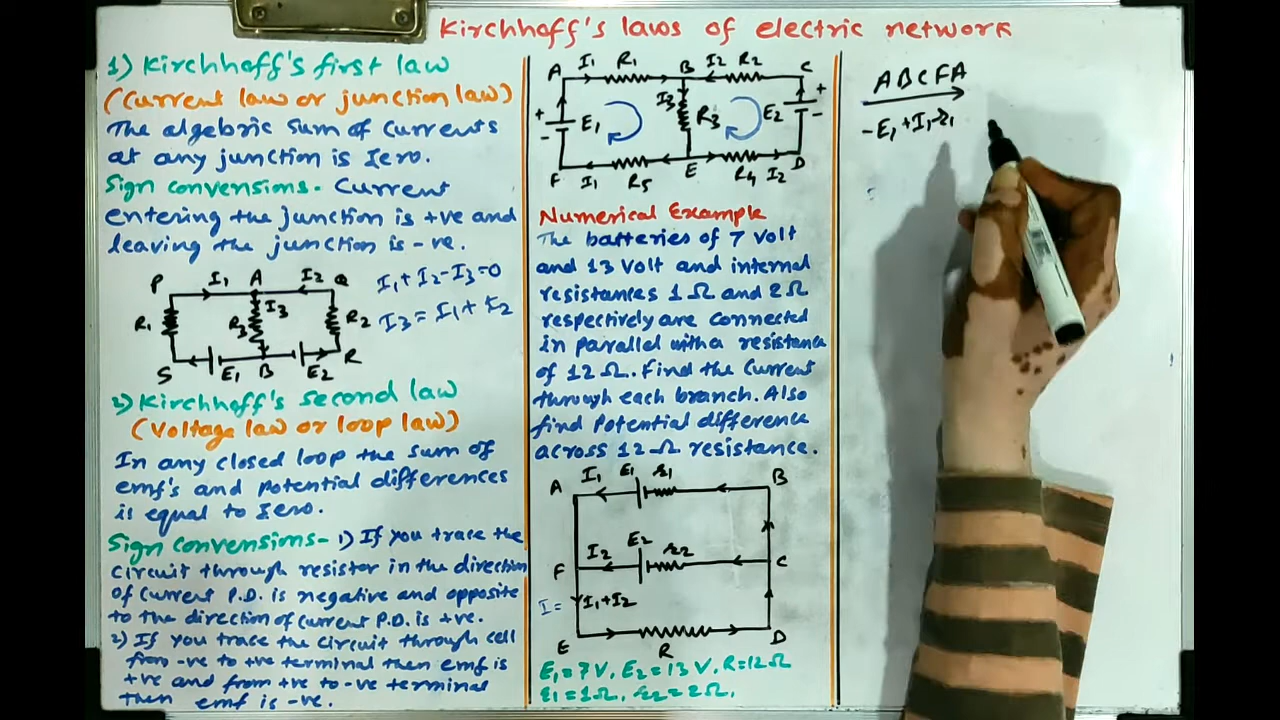 Kirchhoff's laws of electric network
1) Kirchhoff's first law
(Current law or junction law)
The algebric sum of currents
at any junction is Zero.
Sign convensions- Current
entering the junction is +ve and
leaving the junction is -ve.
P I1 A I2 Q
I1+I2-I3=0
I3
R1 R3 R2
I3=I1+I2
S E1 B E2 R
2) Kirchhoff's second law
(Voltage law or loop law)
In any closed loop the sum of
emf's and potential differences
is equal to Zero.
Sign convensions- 1) If you trace the
circuit through resistor in the direction
of current P.D. is negative and opposite
to the direction of current P.D. is +ve.
2) If you trace the circuit through cell
from -ve to +ve terminal then emf is
+ve and from +ve to -ve terminal
then emf is -ve.
A I1 R1 B I2 R2 C
+ I3 +
- E1 R3 E2 -
F I1 R5 E R4 I2 D
Numerical Example
The batteries of 7 Volt
and 13 Volt and internal
resistances 1 Ω and 2 Ω
respectively are connected
in parallel with a resistance
of 12 Ω. Find the current
through each branch. Also
find potential difference
across 12 Ω resistance.
A I1 E1 r1 B
F I2 E2 r2 C
I= I1+I2
E R D
E1=7V, E2=13V, R=12Ω
r1=1Ω, r2=2Ω.
ABCFA
-E1+I1r1